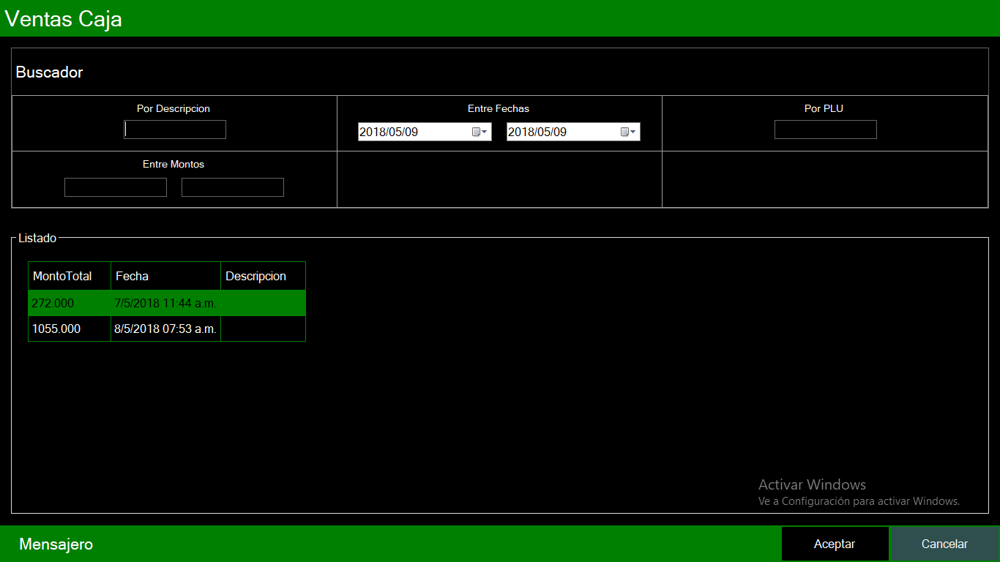 Ventas Caja
Buscador
Por Descripcion
Entre Fechas
Por PLU
2018/05/09 2018/05/09
Entre Montos
Listado
MontoTotal Fecha Descripcion
272.000 7/5/2018 11:44 a.m.
1055.000 8/5/2018 07:53 a.m.
Activar Windows
Ve a Configuración para activar Windows.
Mensajero
Aceptar
Cancelar